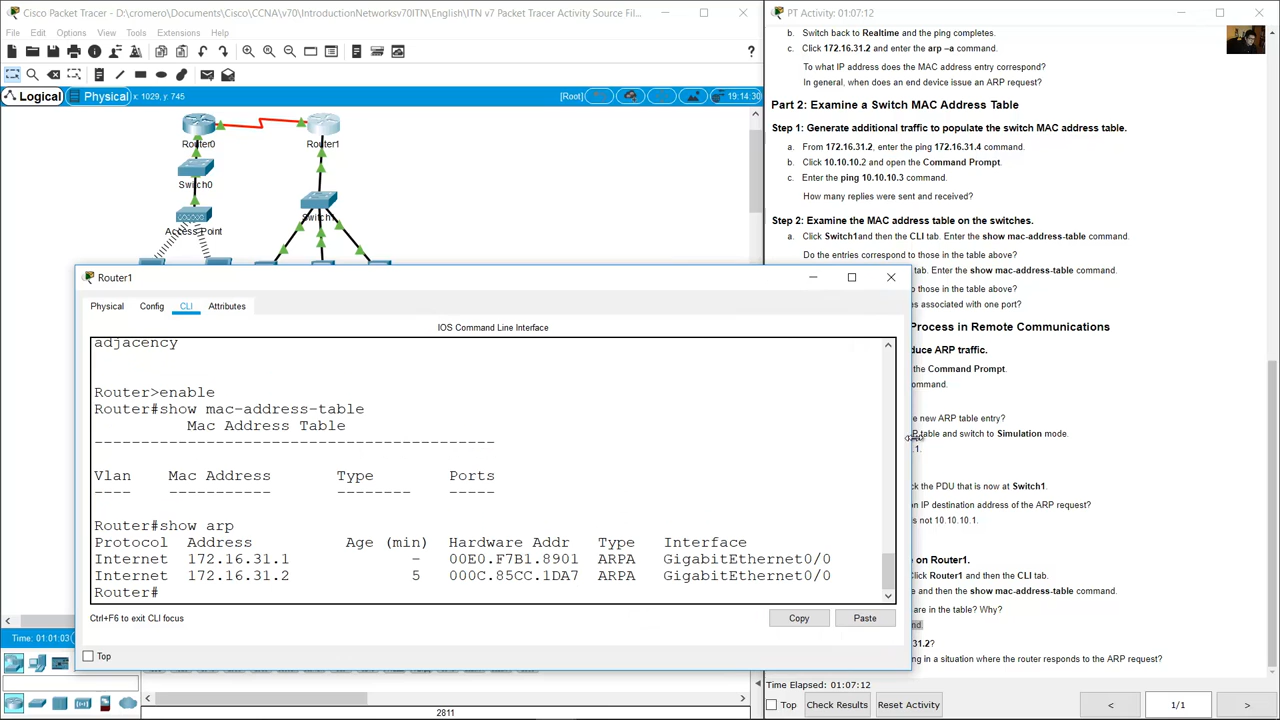 Cisco Packet Tracer - D:\cromero\Documents\Cisco\CCNA\v70\IntroductionNetworksv70ITN\English\ITN v7 Packet Tracer Activity Source Fil...
File Edit Options View Tools Extensions Help
Logical Physical x: 1029, y: 745 [Root] 19:14:30
Router0 Router1
Switch0
Switch
Access Point
Router1
Physical Config CLI Attributes
IOS Command Line Interface
adjacency
Router>enable
Router#show mac-address-table
Mac Address Table
-------------------------------------------
Vlan Mac Address Type Ports
---- ----------- -------- -----
Router#show arp
Protocol Address Age (min) Hardware Addr Type Interface
Internet 172.16.31.1 - 00E0.F7B1.8901 ARPA GigabitEthernet0/0
Internet 172.16.31.2 5 000C.85CC.1DA7 ARPA GigabitEthernet0/0
Router#
Ctrl+F6 to exit CLI focus
Copy Paste
Top
Time: 01:01:03
2811
PT Activity: 01:07:12
b. Switch back to Realtime and the ping completes.
c. Click 172.16.31.2 and enter the arp –a command.
To what IP address does the MAC address entry correspond?
In general, when does an end device issue an ARP request?
Part 2: Examine a Switch MAC Address Table
Step 1: Generate additional traffic to populate the switch MAC address table.
a. From 172.16.31.2, enter the ping 172.16.31.4 command.
b. Click 10.10.10.2 and open the Command Prompt.
c. Enter the ping 10.10.10.3 command.
How many replies were sent and received?
Step 2: Examine the MAC address table on the switches.
a. Click Switch1and then the CLI tab. Enter the show mac-address-table command.
Do the entries correspond to those in the table above?
tab. Enter the show mac-address-table command.
to those in the table above?
es associated with one port?
Process in Remote Communications
duce ARP traffic.
the Command Prompt.
mmand.
e new ARP table entry?
P table and switch to Simulation mode.
.1.
ck the PDU that is now at Switch1.
on IP destination address of the ARP request?
s not 10.10.10.1.
e on Router1.
Click Router1 and then the CLI tab.
e and then the show mac-address-table command.
are in the table? Why?
nd.
31.2?
ng in a situation where the router responds to the ARP request?
Time Elapsed: 01:07:12
Top Check Results Reset Activity < 1/1 >